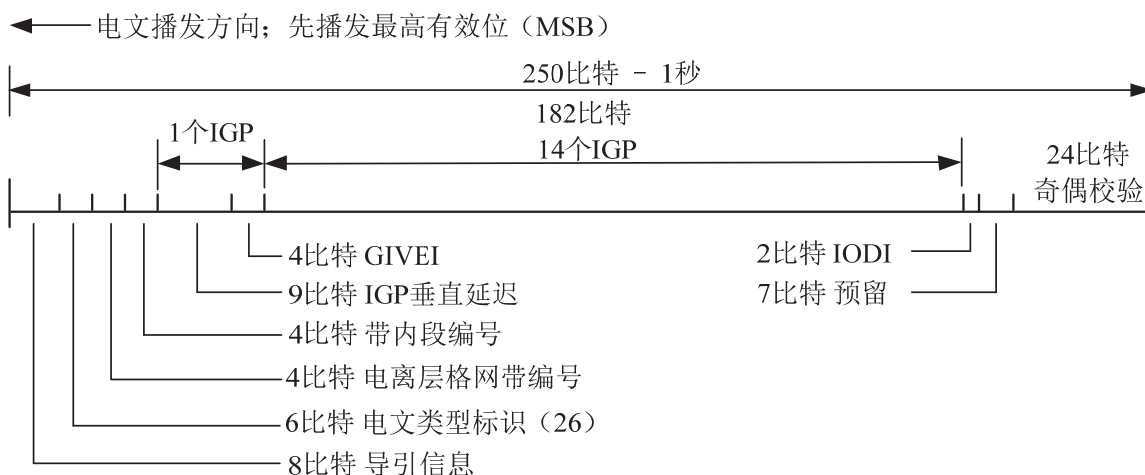 电文播发方向；先播发最高有效位（MSB）
250比特 - 1秒
182比特
1个IGP
14个IGP
24比特
奇偶校验
4比特 GIVEI
2比特 IODI
9比特 IGP垂直延迟
7比特 预留
4比特 带内段编号
4比特 电离层格网带编号
6比特 电文类型标识（26）
8比特 导引信息